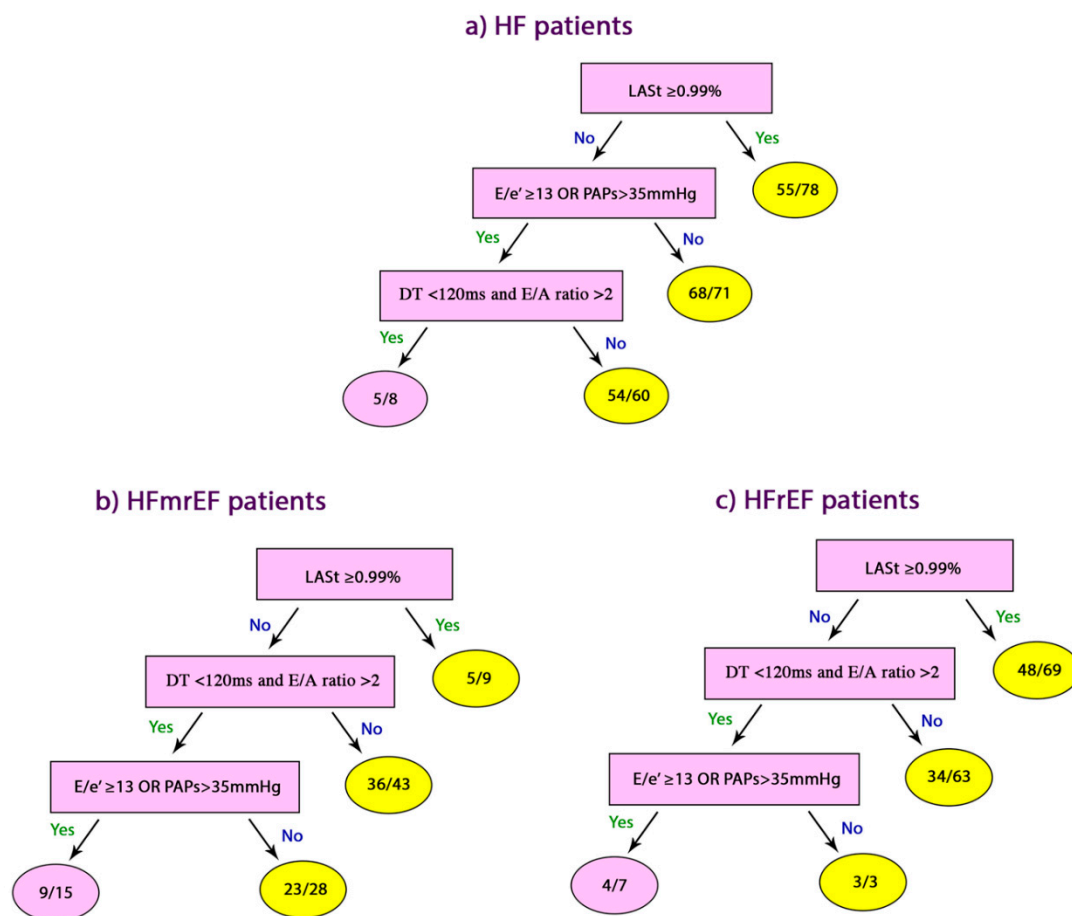 a) HF patients
LASt ≥0.99%
No
Yes
E/e' ≥13 OR PAPs>35mmHg
55/78
Yes
No
DT <120ms and E/A ratio >2
68/71
Yes
No
5/8
54/60
b) HFmrEF patients
LASt ≥0.99%
No
Yes
DT <120ms and E/A ratio >2
5/9
Yes
No
E/e' ≥13 OR PAPs>35mmHg
36/43
Yes
No
9/15
23/28
c) HFrEF patients
LASt ≥0.99%
No
Yes
DT <120ms and E/A ratio >2
48/69
Yes
No
E/e' ≥13 OR PAPs>35mmHg
34/63
Yes
No
4/7
3/3